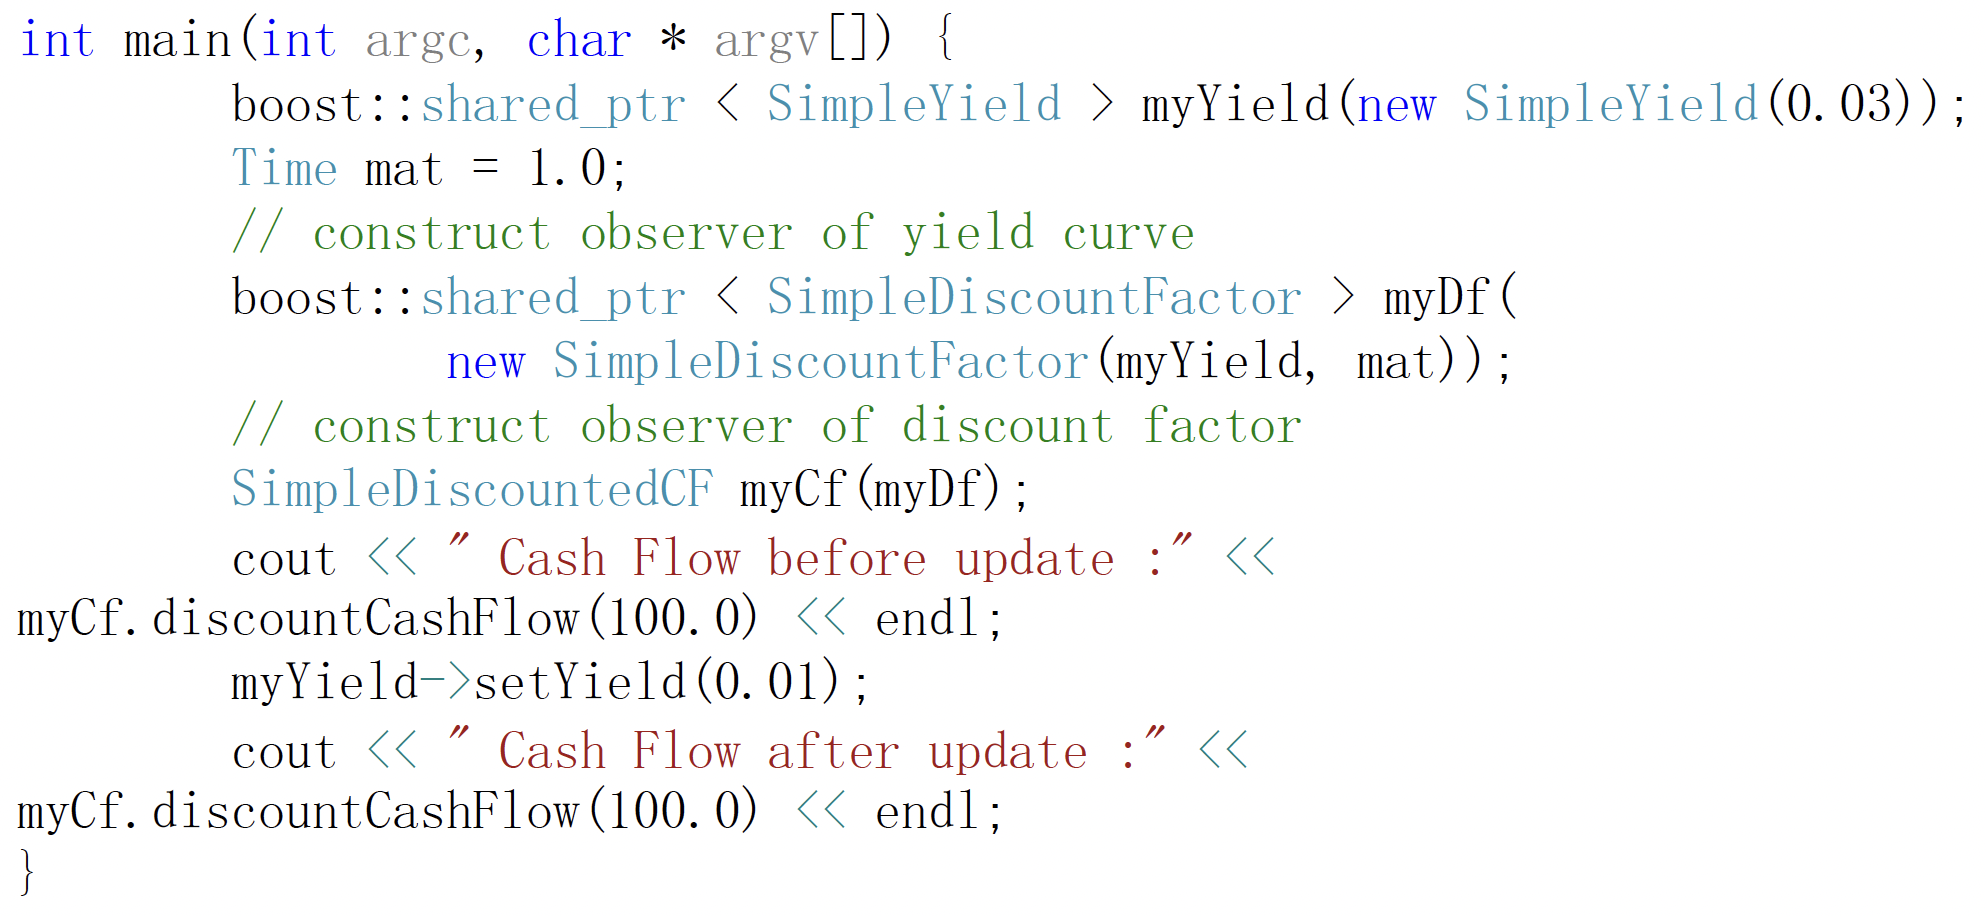 int main(int argc, char * argv[]) {
        boost::shared_ptr < SimpleYield > myYield(new SimpleYield(0.03));
        Time mat = 1.0;
        // construct observer of yield curve
        boost::shared_ptr < SimpleDiscountFactor > myDf(
                new SimpleDiscountFactor(myYield, mat));
        // construct observer of discount factor
        SimpleDiscountedCF myCf(myDf);
        cout << " Cash Flow before update :" <<
myCf.discountCashFlow(100.0) << endl;
        myYield->setYield(0.01);
        cout << " Cash Flow after update :" <<
myCf.discountCashFlow(100.0) << endl;
}